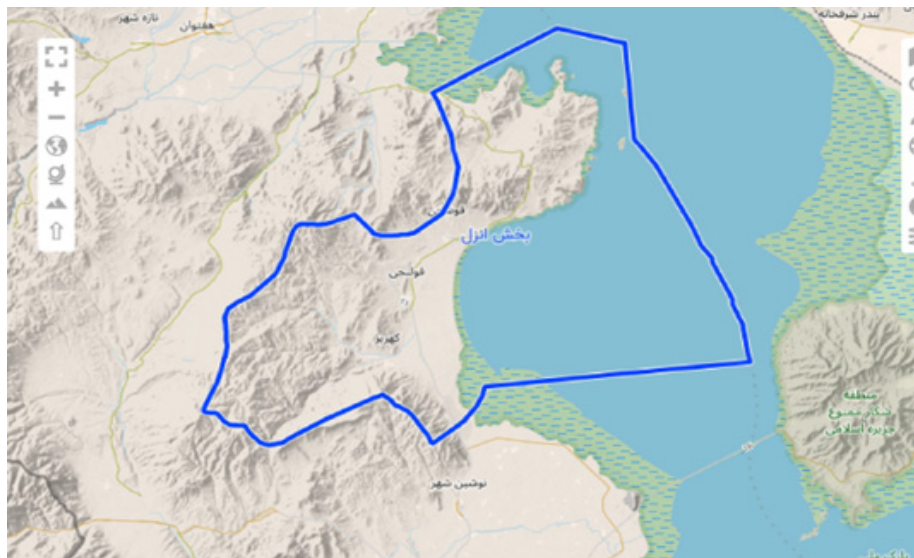 تازه شهر
هفتوان
بندر شرفخانه
بخش انزل
قولنجی
کهریز
منطقه
شکار ممنوع
جزیره اسلامی
نوشین شهر